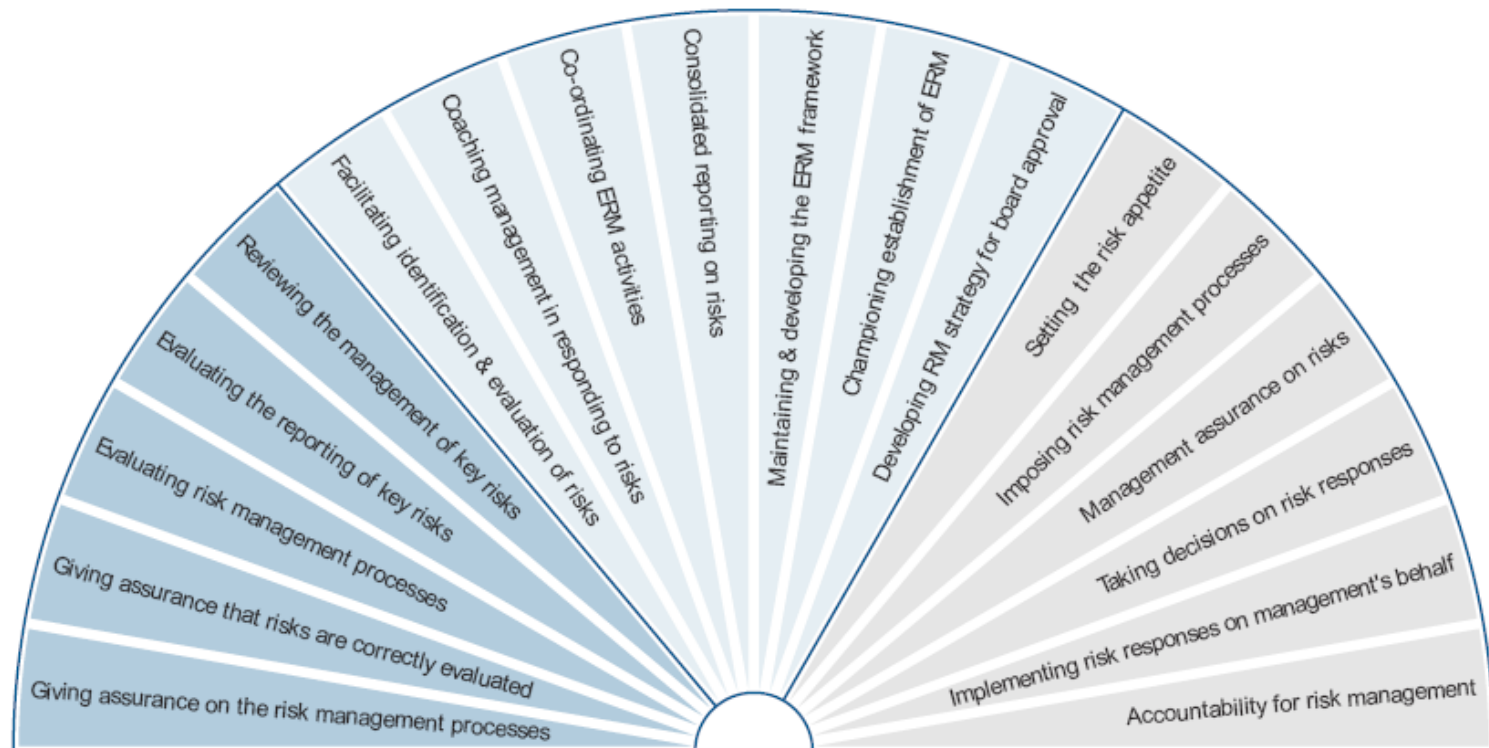 Giving assurance on the risk management processes
Giving assurance that risks are correctly evaluated
Evaluating risk management processes
Evaluating the reporting of key risks
Reviewing the management of key risks
Facilitating identification & evaluation of risks
Coaching management in responding to risks
Co-ordinating ERM activities
Consolidated reporting on risks
Maintaining & developing the ERM framework
Championing establishment of ERM
Developing RM strategy for board approval
Setting the risk appetite
Imposing risk management processes
Management assurance on risks
Taking decisions on risk responses
Implementing risk responses on management's behalf
Accountability for risk management